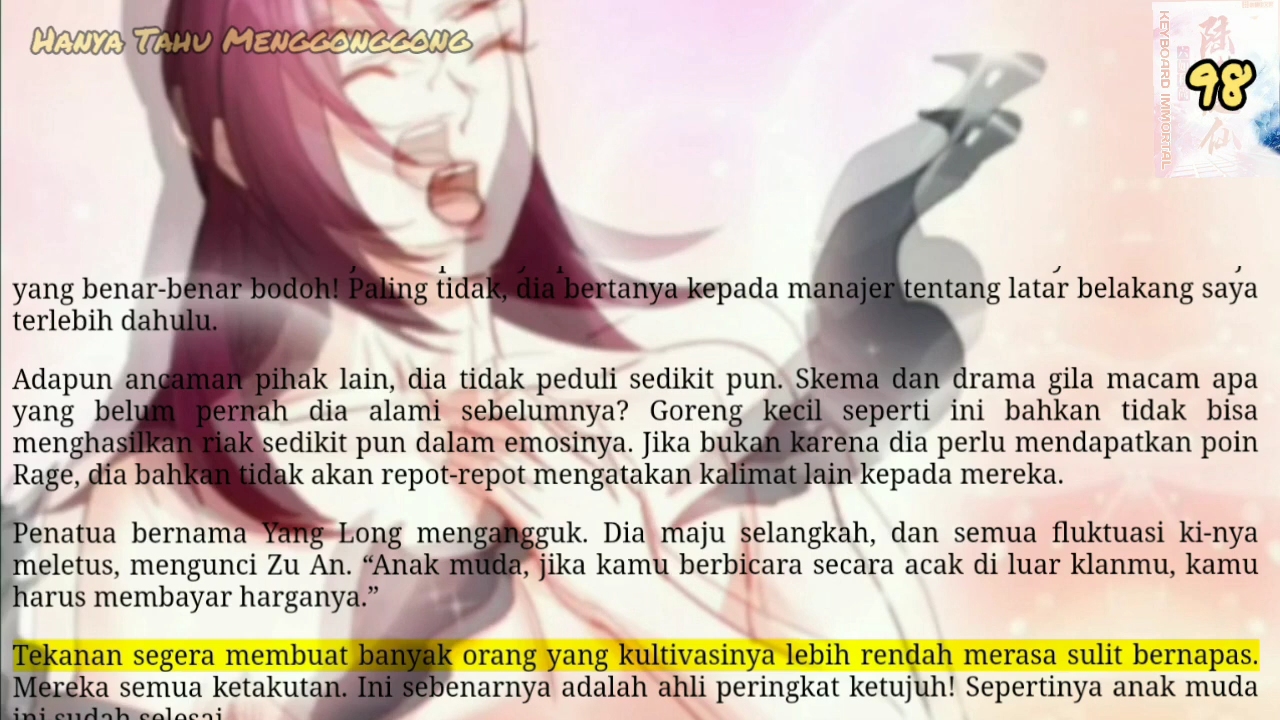 Hanya Tahu Menggonggong
KEYBOARD IMMORTAL
98
yang benar-benar bodoh! Paling tidak, dia bertanya kepada manajer tentang latar belakang saya
terlebih dahulu.
Adapun ancaman pihak lain, dia tidak peduli sedikit pun. Skema dan drama gila macam apa
yang belum pernah dia alami sebelumnya? Goreng kecil seperti ini bahkan tidak bisa
menghasilkan riak sedikit pun dalam emosinya. Jika bukan karena dia perlu mendapatkan poin
Rage, dia bahkan tidak akan repot-repot mengatakan kalimat lain kepada mereka.
Penatua bernama Yang Long mengangguk. Dia maju selangkah, dan semua fluktuasi ki-nya
meletus, mengunci Zu An. “Anak muda, jika kamu berbicara secara acak di luar klanmu, kamu
harus membayar harganya.”
Tekanan segera membuat banyak orang yang kultivasinya lebih rendah merasa sulit bernapas.
Mereka semua ketakutan. Ini sebenarnya adalah ahli peringkat ketujuh! Sepertinya anak muda
ini sudah selesai